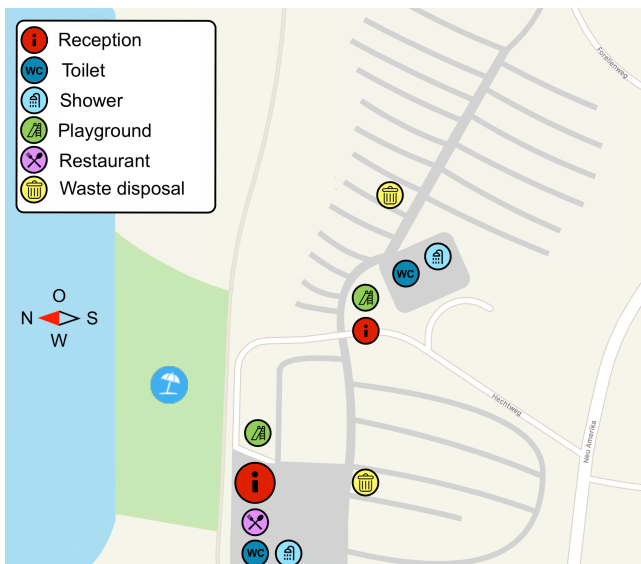 Reception
WC Toilet
Shower
Playground
Restaurant
Waste disposal
Forellenweg
WC
O
N S
W
i
Hechtweg
Neu Amerika
i
WC